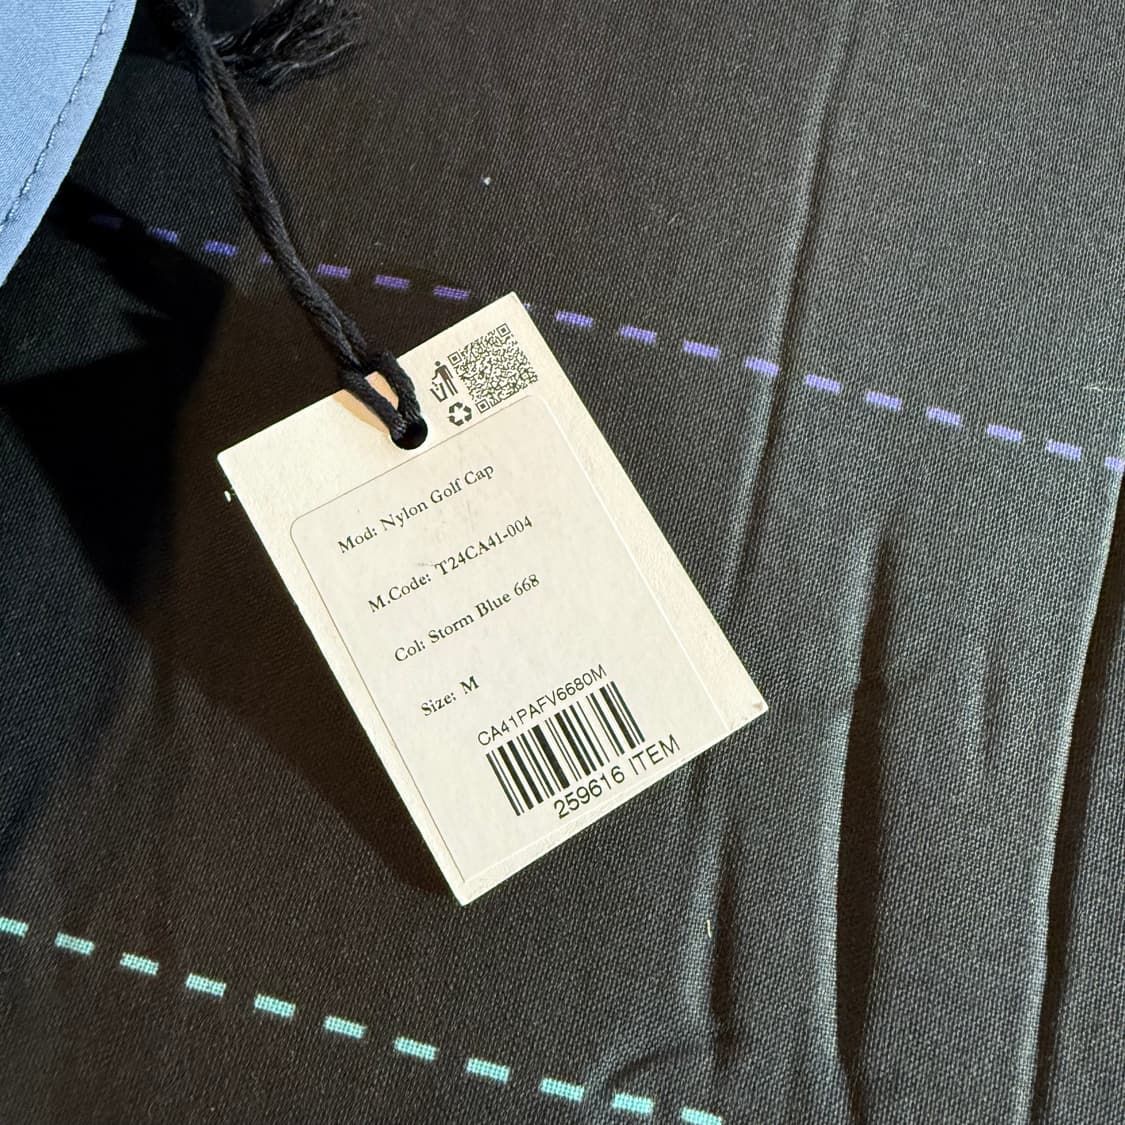 Mod: Nylon Golf Cap
M.Code: T24CA41-004
Col: Storm Blue 668
Size: M
CA41PAFV6680M
259616 ITEM